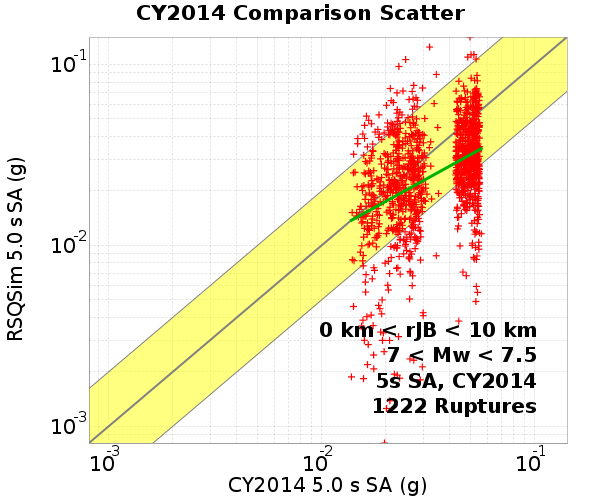 CY2014 Comparison Scatter
RSQSim 5.0 s SA (g)
10-1
10-2
10-3
0 km < rJB < 10 km
7 < Mw < 7.5
5s SA, CY2014
1222 Ruptures
10-3 10-2 10-1
CY2014 5.0 s SA (g)